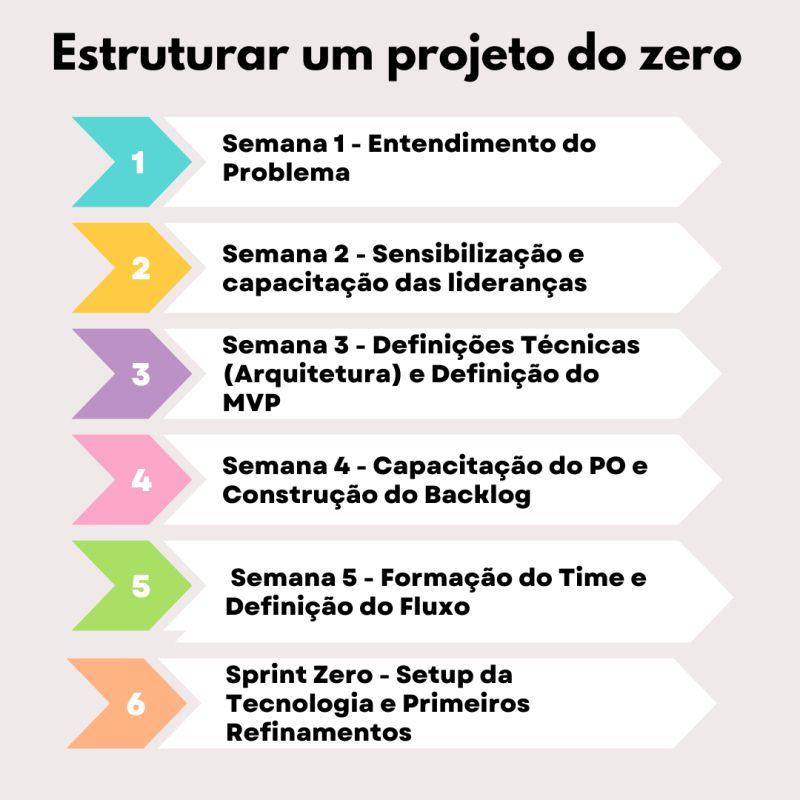 Estruturar um projeto do zero
1
Semana 1 - Entendimento do
Problema
2
Semana 2 - Sensibilização e
capacitação das lideranças
3
Semana 3 - Definições Técnicas
(Arquitetura) e Definição do
MVP
4
Semana 4 - Capacitação do PO e
Construção do Backlog
5
Semana 5 - Formação do Time e
Definição do Fluxo
6
Sprint Zero - Setup da
Tecnologia e Primeiros
Refinamentos